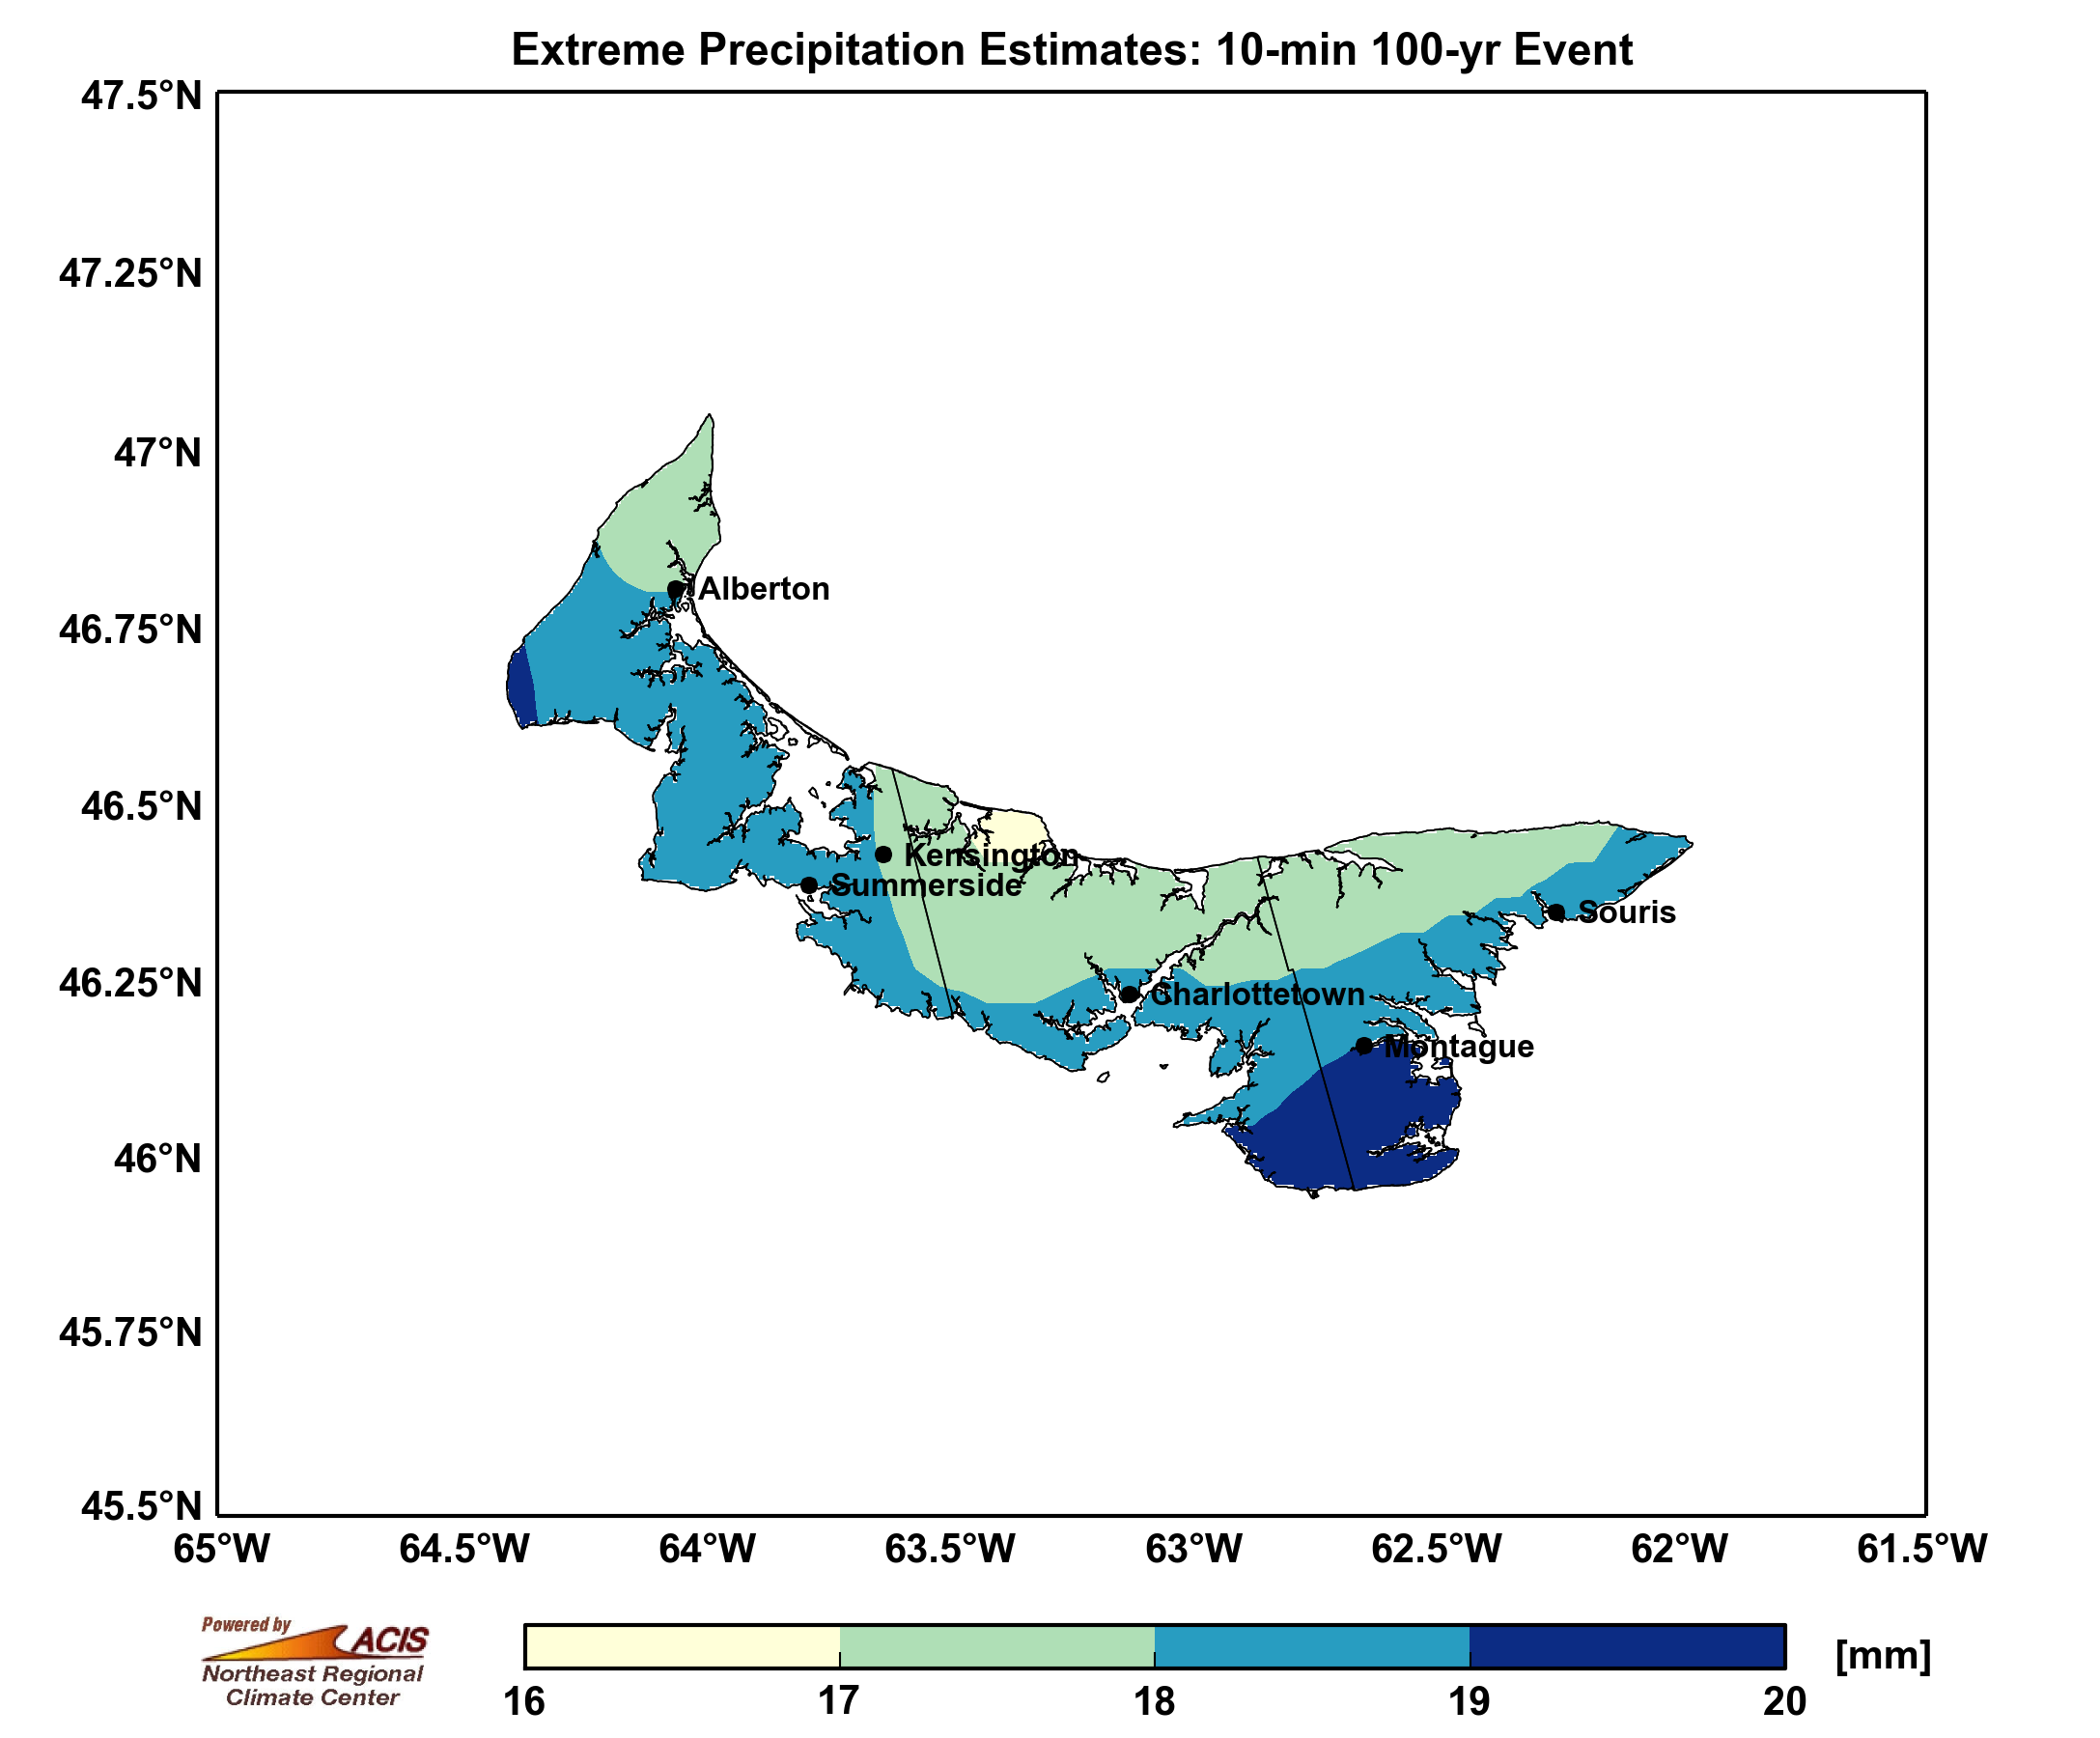 Extreme Precipitation Estimates: 10-min 100-yr Event
47.5°N
47.25°N
47°N
46.75°N
46.5°N
46.25°N
46°N
45.75°N
45.5°N
Alberton
Kensington
Summerside
Souris
Charlottetown
Montague
65°W 64.5°W 64°W 63.5°W 63°W 62.5°W 62°W 61.5°W
Powered by
ACIS
Northeast Regional
Climate Center
[mm]
16 17 18 19 20